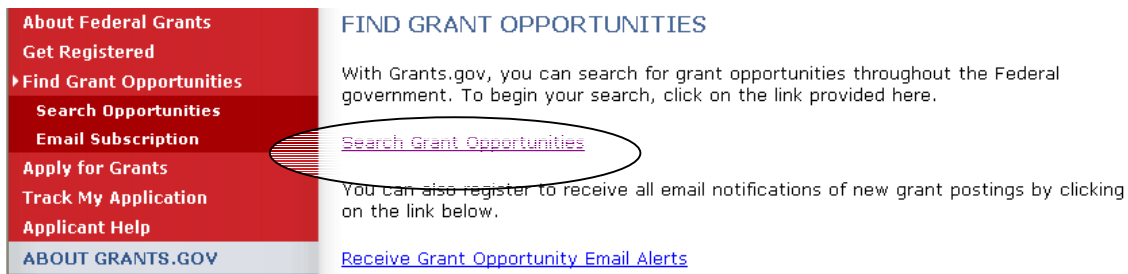 About Federal Grants
Get Registered
Find Grant Opportunities
Search Opportunities
Email Subscription
Apply for Grants
Track My Application
Applicant Help
ABOUT GRANTS.GOV
FIND GRANT OPPORTUNITIES
With Grants.gov, you can search for grant opportunities throughout the Federal
government. To begin your search, click on the link provided here.
Search Grant Opportunities
You can also register to receive all email notifications of new grant postings by clicking
on the link below.
Receive Grant Opportunity Email Alerts